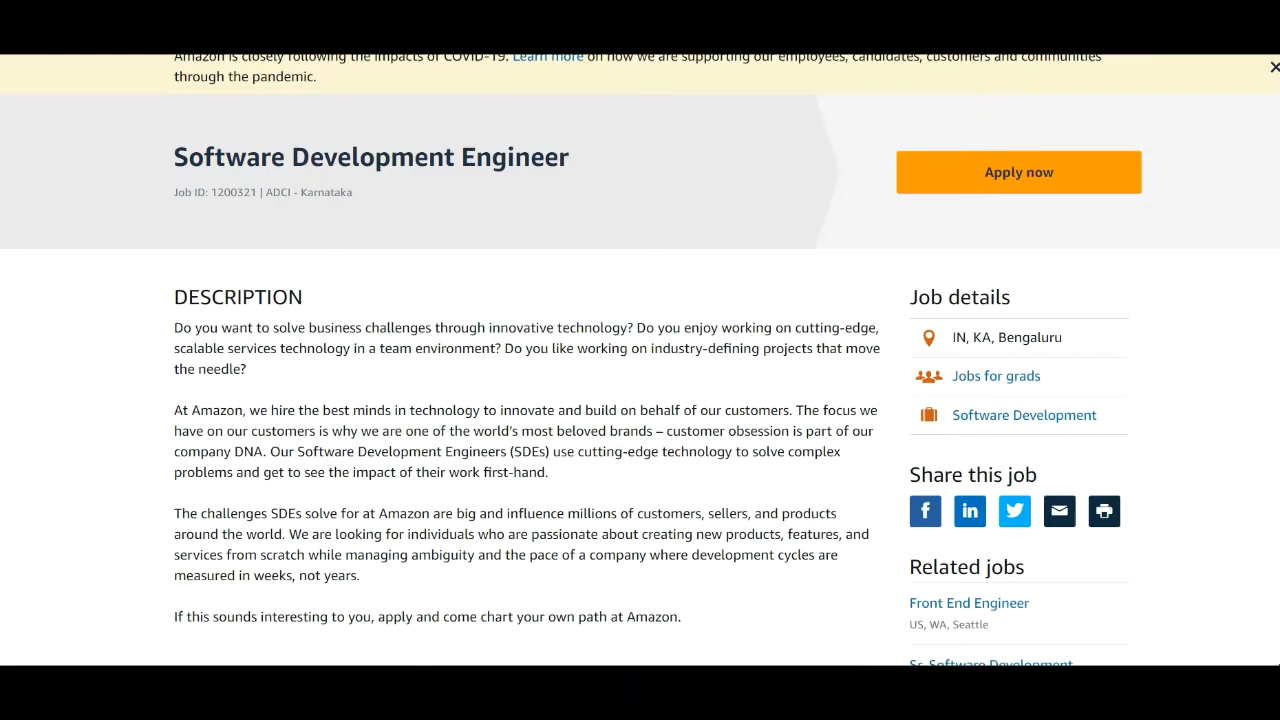 Amazon is closely following the impacts of COVID-19. Learn more on how we are supporting our employees, candidates, customers and communities
through the pandemic.
Software Development Engineer
Job ID: 1200321 | ADCI - Karnataka
Apply now
DESCRIPTION
Do you want to solve business challenges through innovative technology? Do you enjoy working on cutting-edge,
scalable services technology in a team environment? Do you like working on industry-defining projects that move
the needle?
At Amazon, we hire the best minds in technology to innovate and build on behalf of our customers. The focus we
have on our customers is why we are one of the world's most beloved brands – customer obsession is part of our
company DNA. Our Software Development Engineers (SDEs) use cutting-edge technology to solve complex
problems and get to see the impact of their work first-hand.
The challenges SDEs solve for at Amazon are big and influence millions of customers, sellers, and products
around the world. We are looking for individuals who are passionate about creating new products, features, and
services from scratch while managing ambiguity and the pace of a company where development cycles are
measured in weeks, not years.
If this sounds interesting to you, apply and come chart your own path at Amazon.
Job details
IN, KA, Bengaluru
Jobs for grads
Software Development
Share this job
Related jobs
Front End Engineer
US, WA, Seattle
Sr. Software Development